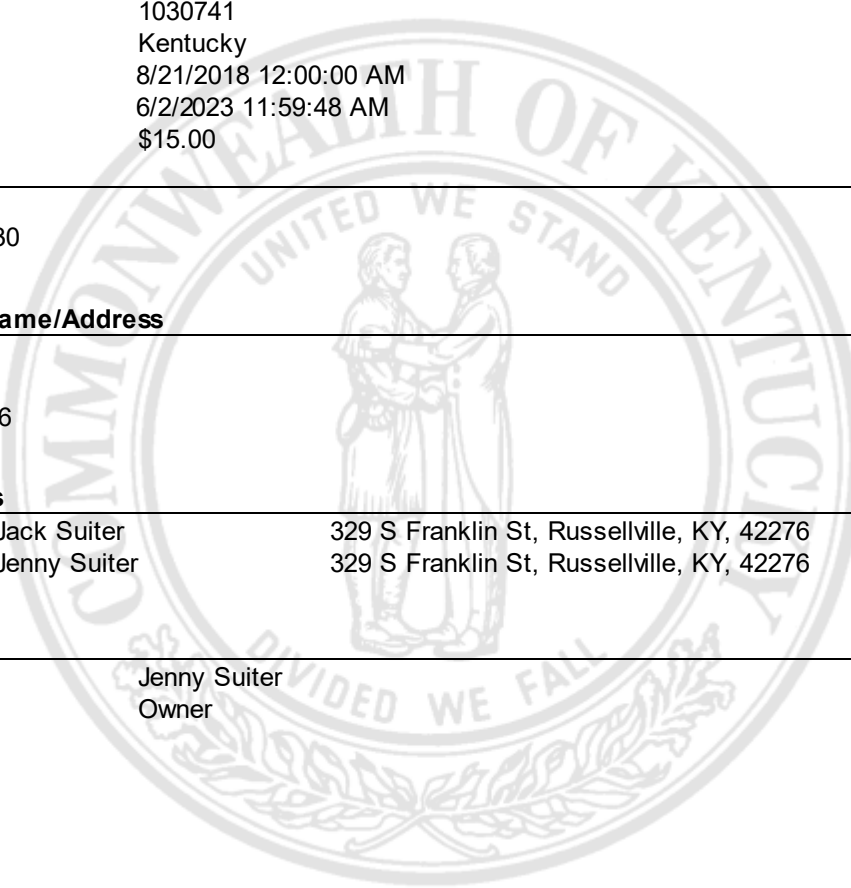 1030741
Kentucky
8/21/2018 12:00:00 AM
6/2/2023 11:59:48 AM
$15.00
COMMONWEALTH OF KENTUCKY
UNITED WE STAND
30
ame/Address
6
s
Jack Suiter 329 S Franklin St, Russellville, KY, 42276
Jenny Suiter 329 S Franklin St, Russellville, KY, 42276
DIVIDED WE FALL
Jenny Suiter
Owner